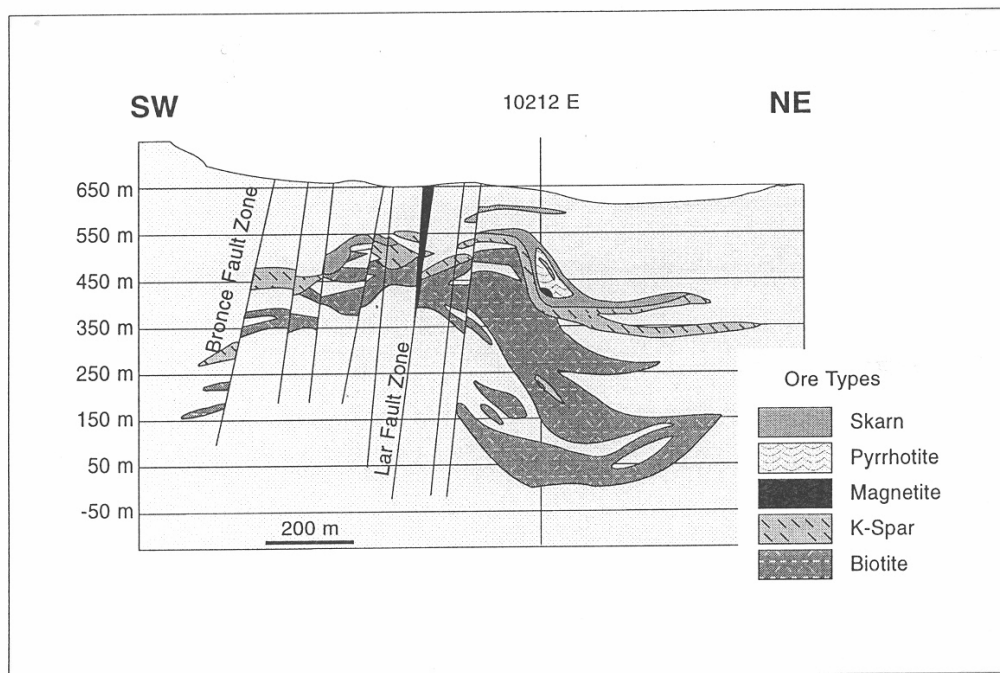 SW
10212 E
NE
650 m
550 m
450 m
350 m
250 m
150 m
50 m
-50 m
Bronce Fault Zone
Lar Fault Zone
200 m
Ore Types
Skarn
Pyrrhotite
Magnetite
K-Spar
Biotite